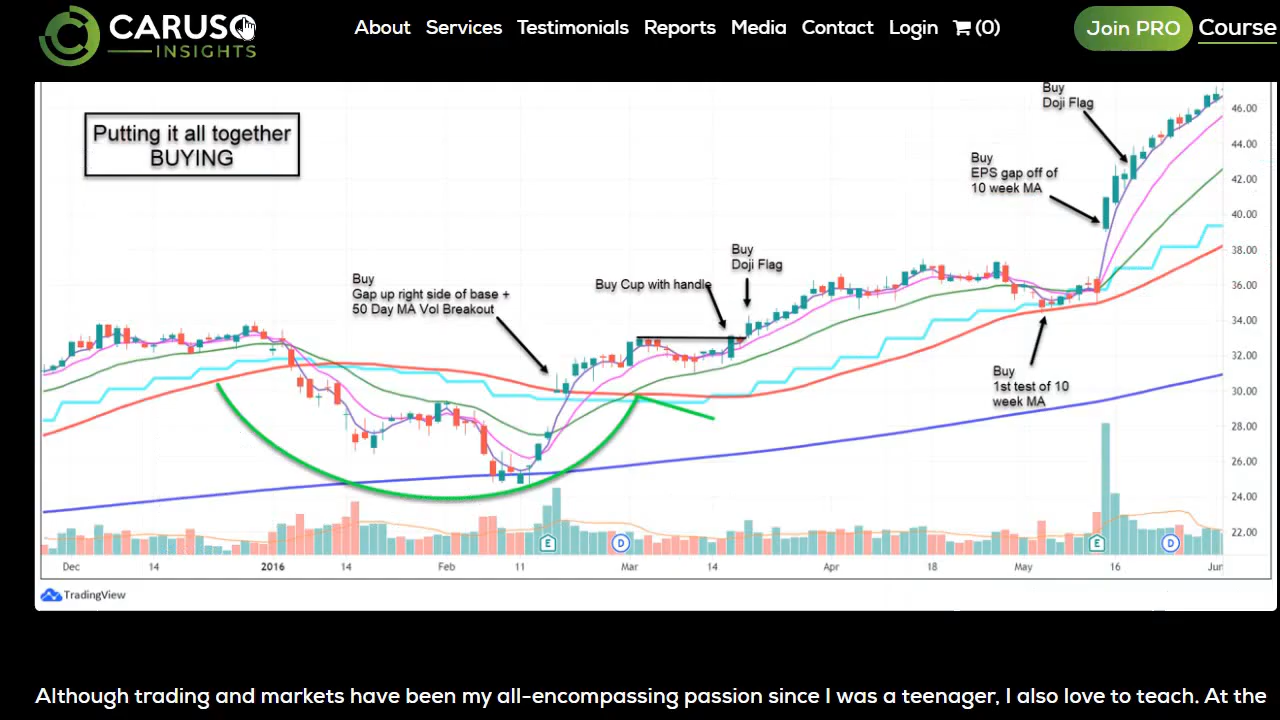 CARUSO
INSIGHTS
About Services Testimonials Reports Media Contact Login (0) Join PRO Course
Putting it all together
BUYING
Buy
Doji Flag
Buy
EPS gap off of
10 week MA
Buy
Doji Flag
Buy
Gap up right side of base +
50 Day MA Vol Breakout
Buy Cup with handle
Buy
1st test of 10
week MA
46.00
44.00
42.00
40.00
38.00
36.00
34.00
32.00
30.00
28.00
26.00
24.00
22.00
E D E D
Dec 14 2016 14 Feb 11 Mar 14 Apr 18 May 16 Jun
TradingView
Although trading and markets have been my all-encompassing passion since I was a teenager, I also love to teach. At the